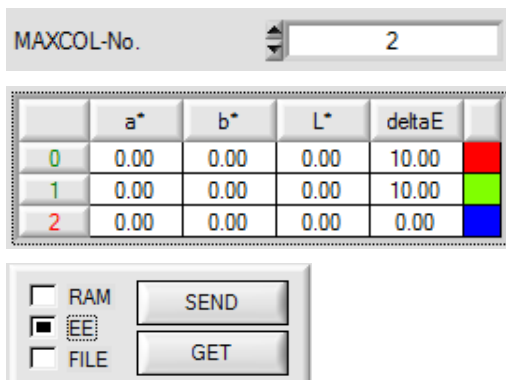 MAXCOL-No. 2
a* b* L* deltaE
0 0.00 0.00 0.00 10.00
1 0.00 0.00 0.00 10.00
2 0.00 0.00 0.00 0.00
RAM SEND
EE
FILE GET